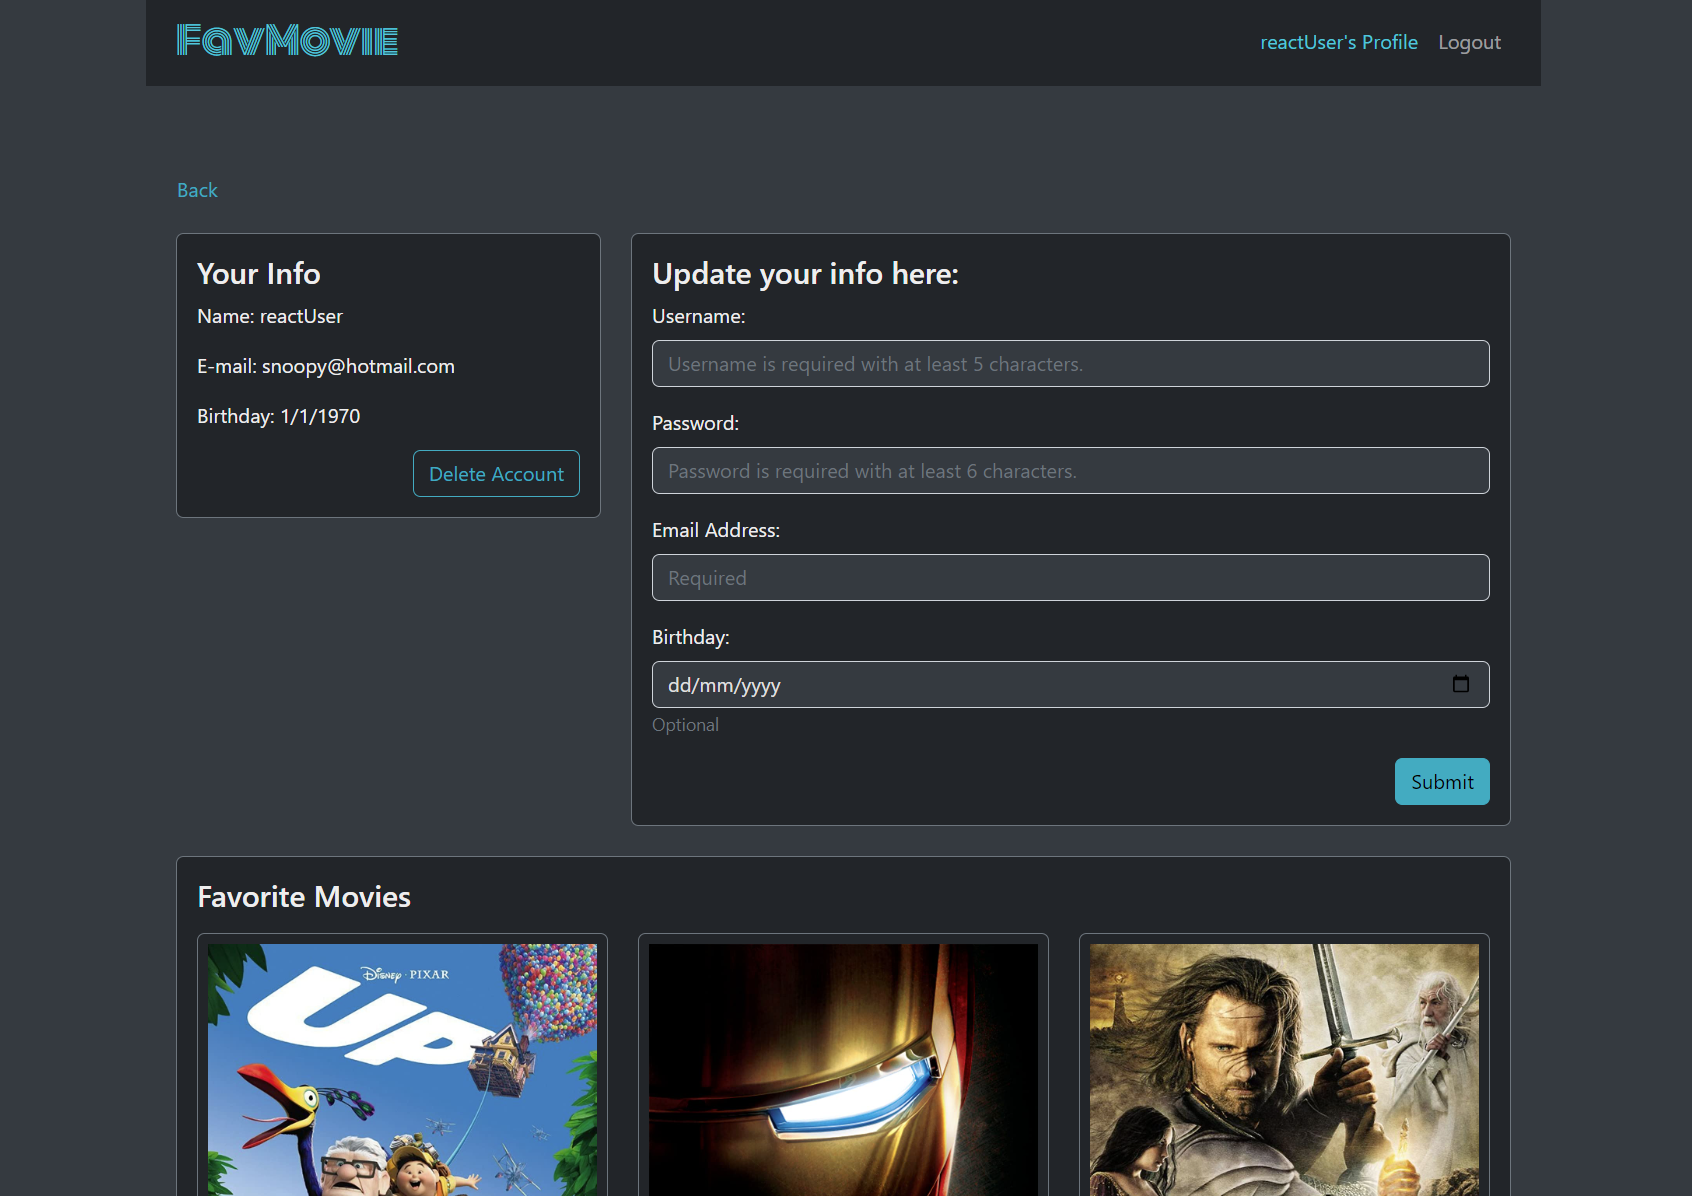 FavMovie
reactUser's Profile
Logout
Back
Your Info
Name: reactUser
E-mail: snoopy@hotmail.com
Birthday: 1/1/1970
Delete Account
Update your info here:
Username:
Username is required with at least 5 characters.
Password:
Password is required with at least 6 characters.
Email Address:
Required
Birthday:
dd/mm/yyyy
Optional
Submit
Favorite Movies
Disney · PIXAR
UP